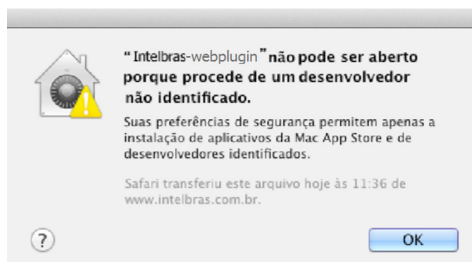 “Intelbras-webplugin” não pode ser aberto
porque procede de um desenvolvedor
não identificado.
Suas preferências de segurança permitem apenas a
instalação de aplicativos da Mac App Store e de
desenvolvedores identificados.
Safari transferiu este arquivo hoje às 11:36 de
www.intelbras.com.br.
?
OK